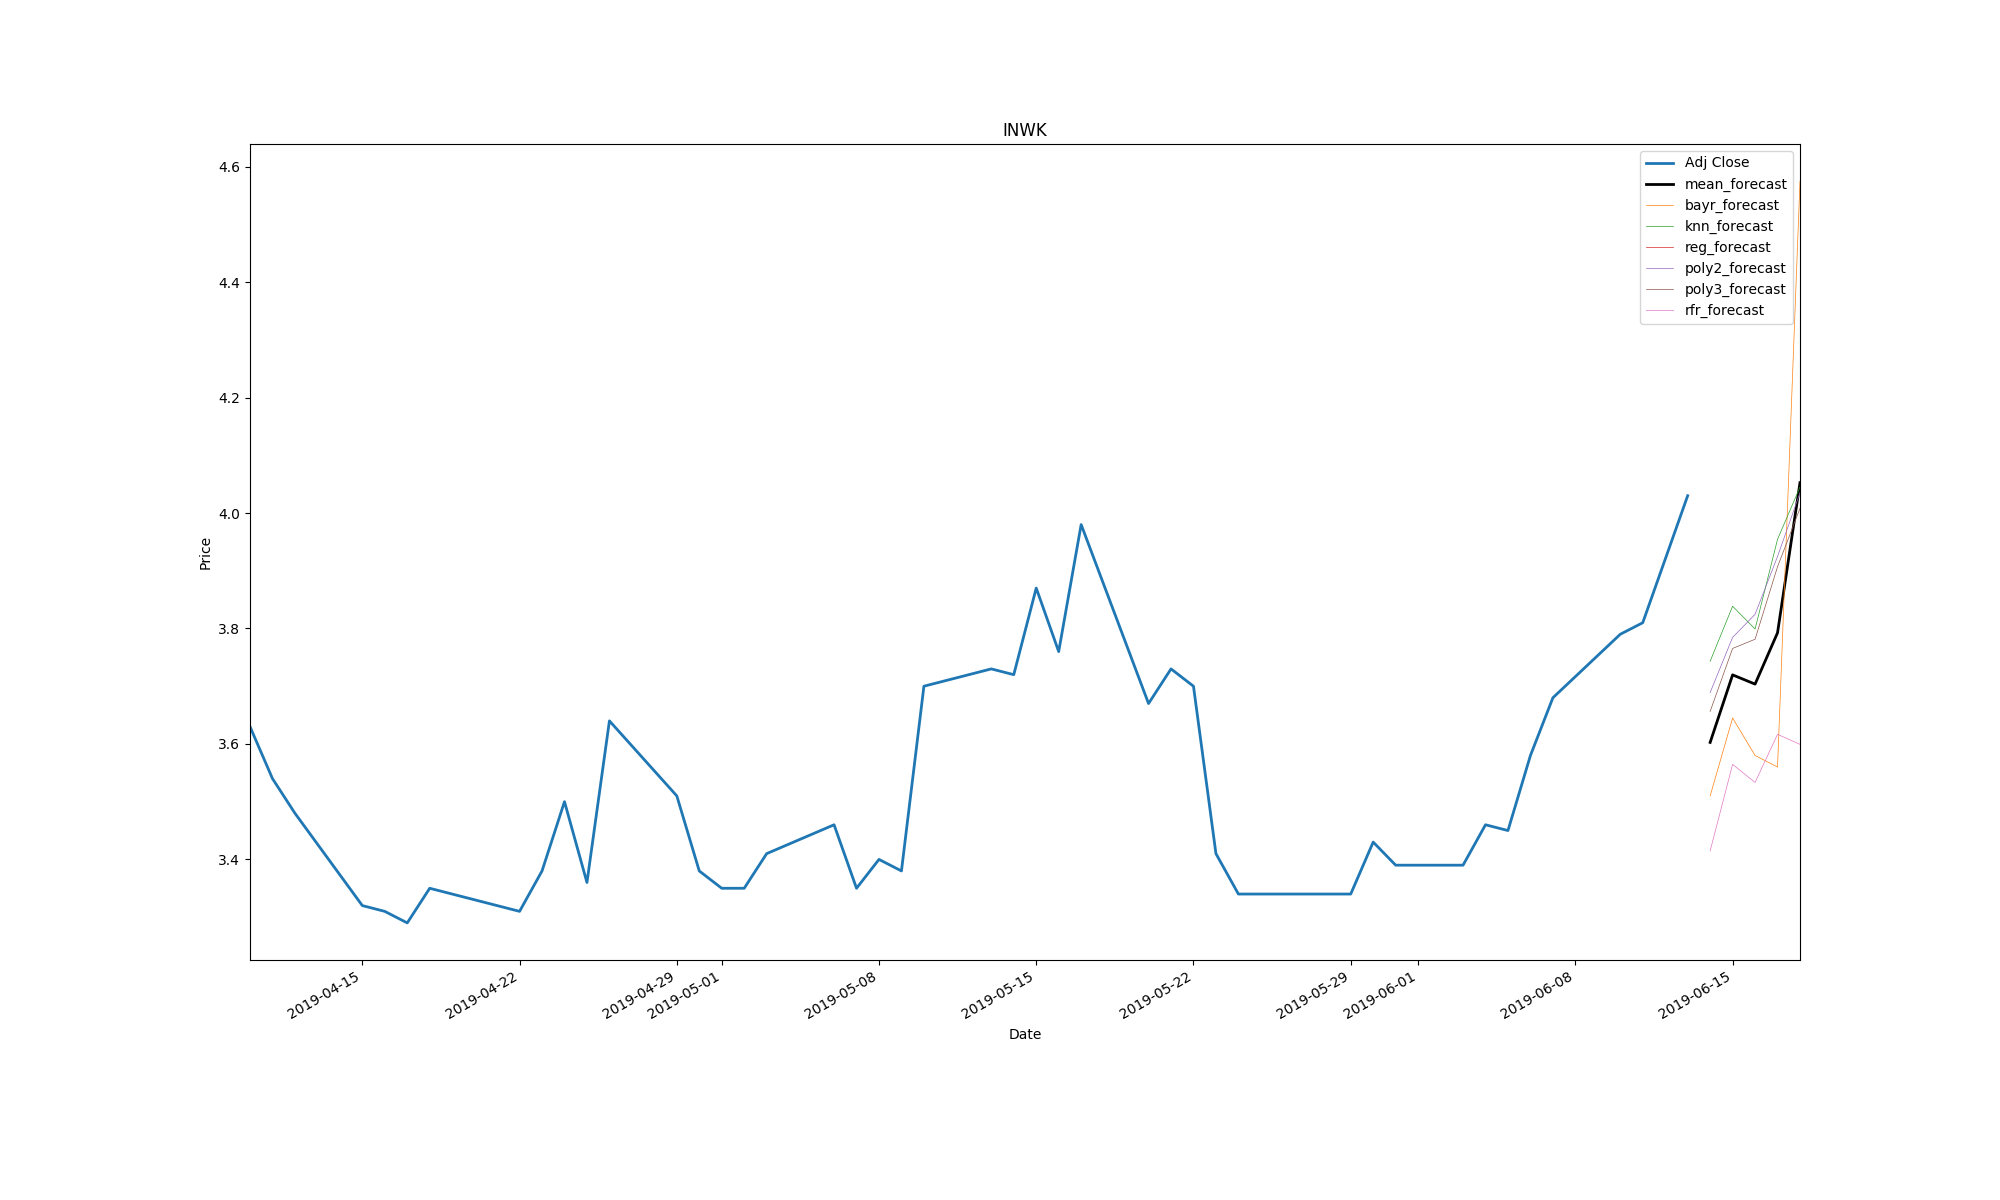 INWK
4.6
4.4
4.2
4.0
3.8
3.6
3.4
Price
Adj Close
mean_forecast
bayr_forecast
knn_forecast
reg_forecast
poly2_forecast
poly3_forecast
rfr_forecast
2019-04-15
2019-04-22
2019-04-29
2019-05-01
2019-05-08
2019-05-15
2019-05-22
2019-05-29
2019-06-01
2019-06-08
2019-06-15
Date